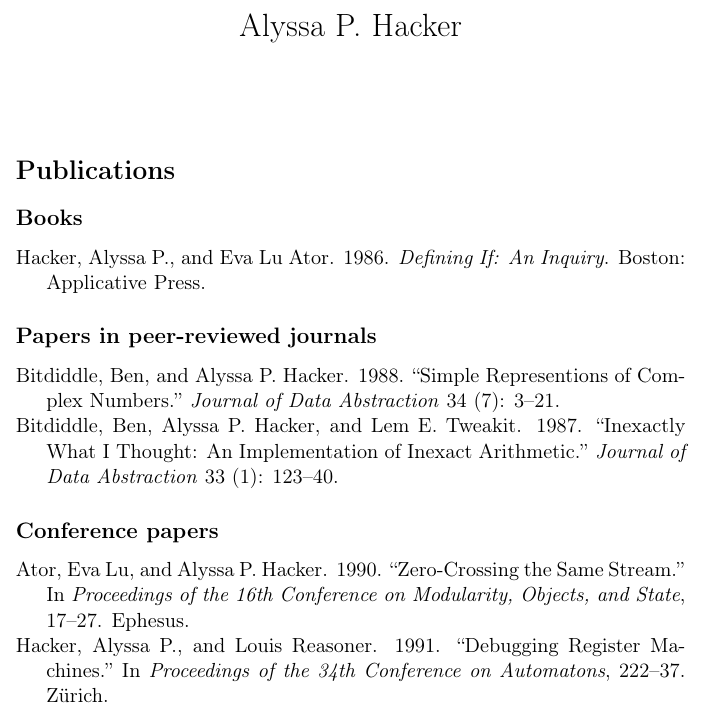 Alyssa P. Hacker
Publications
Books
Hacker, Alyssa P., and Eva Lu Ator. 1986. Defining If: An Inquiry. Boston:
Applicative Press.
Papers in peer-reviewed journals
Bitdiddle, Ben, and Alyssa P. Hacker. 1988. “Simple Representions of Com-
plex Numbers.” Journal of Data Abstraction 34 (7): 3–21.
Bitdiddle, Ben, Alyssa P. Hacker, and Lem E. Tweakit. 1987. “Inexactly
What I Thought: An Implementation of Inexact Arithmetic.” Journal of
Data Abstraction 33 (1): 123–40.
Conference papers
Ator, Eva Lu, and Alyssa P. Hacker. 1990. “Zero-Crossing the Same Stream.”
In Proceedings of the 16th Conference on Modularity, Objects, and State,
17–27. Ephesus.
Hacker, Alyssa P., and Louis Reasoner. 1991. “Debugging Register Ma-
chines.” In Proceedings of the 34th Conference on Automatons, 222–37.
Zürich.